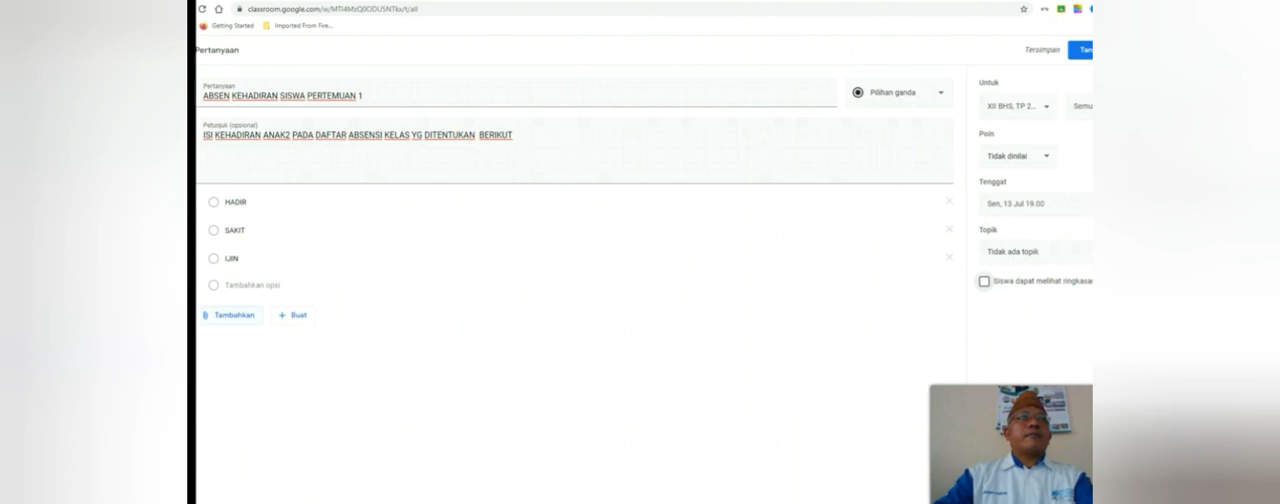 classroom.google.com/w/MTI4MzQ0ODU5NTkx/t/all
Getting Started Imported From Fire...
Pertanyaan
Tersimpan
Pertanyaan
ABSEN KEHADIRAN SISWA PERTEMUAN 1
Pilihan ganda
Petunjuk (opsional)
ISI KEHADIRAN ANAK2 PADA DAFTAR ABSENSI KELAS YG DITENTUKAN BERIKUT
HADIR
SAKIT
IJIN
Tambahkan opsi
Tambahkan
Buat
Untuk
XII BHS, TP 2... Semu
Poin
Tidak dinilai
Tenggat
Sen, 13 Jul 19.00
Topik
Tidak ada topik
Siswa dapat melihat ringkasan